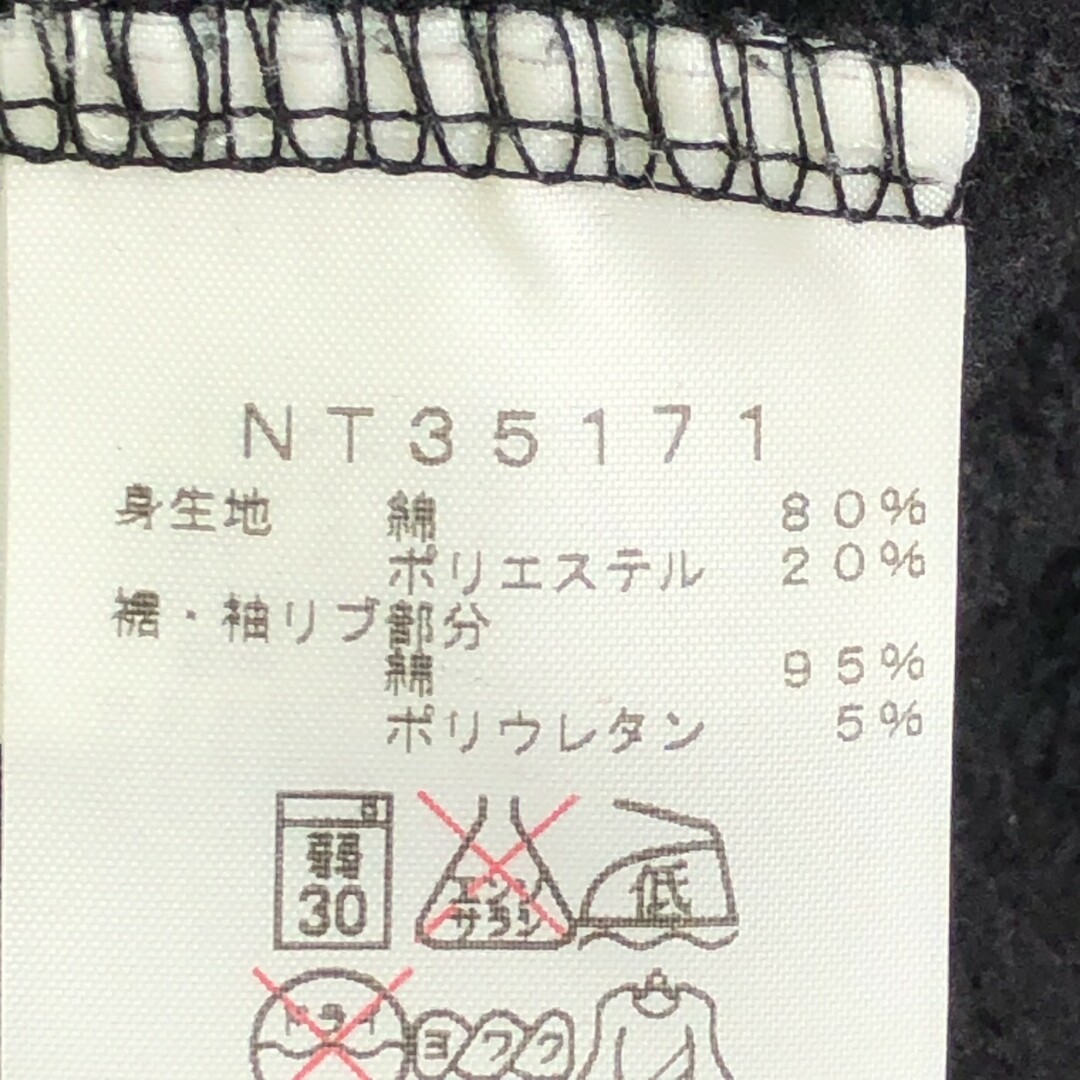 NT35171
身生地 綿 80%
ポリエステル 20%
裾・袖リブ部分
綿 95%
ポリウレタン 5%
弱 エンソ 低
30 サラシ
ドライ ヨワク